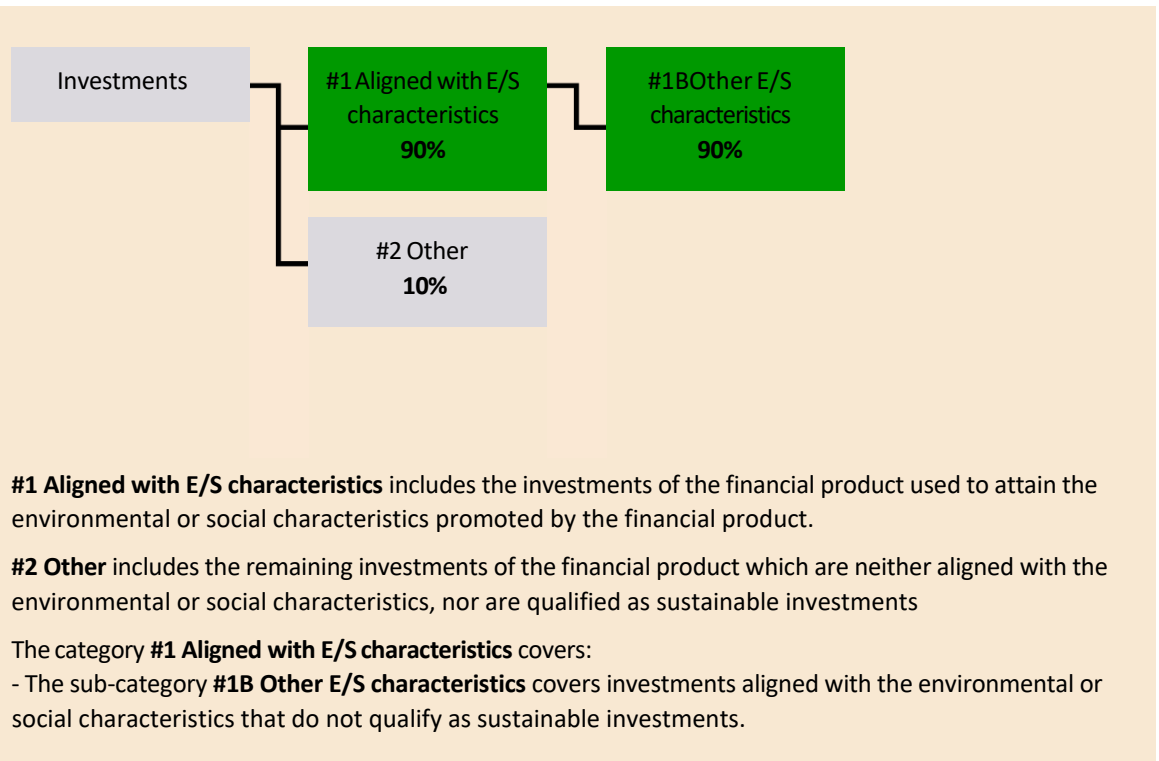 Investments
#1 Aligned with E/S
characteristics
90%
#1B Other E/S
characteristics
90%
#2 Other
10%
#1 Aligned with E/S characteristics includes the investments of the financial product used to attain the
environmental or social characteristics promoted by the financial product.
#2 Other includes the remaining investments of the financial product which are neither aligned with the
environmental or social characteristics, nor are qualified as sustainable investments
The category #1 Aligned with E/S characteristics covers:
- The sub-category #1B Other E/S characteristics covers investments aligned with the environmental or
social characteristics that do not qualify as sustainable investments.